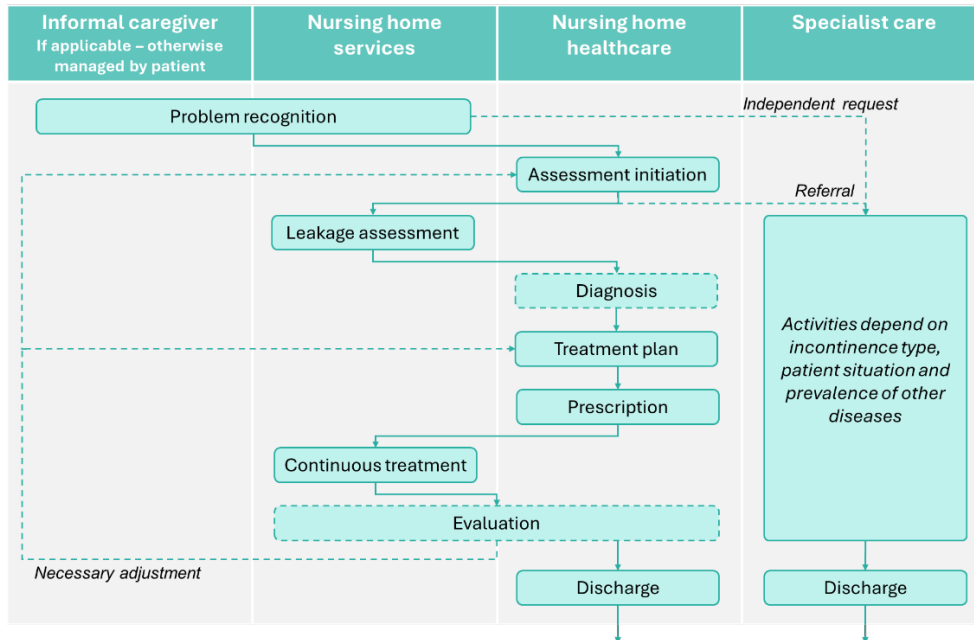 Informal caregiver
If applicable – otherwise
managed by patient
Nursing home
services
Nursing home
healthcare
Specialist care
Problem recognition
Independent request
Assessment initiation
Referral
Leakage assessment
Diagnosis
Activities depend on
incontinence type,
patient situation and
prevalence of other
diseases
Treatment plan
Prescription
Continuous treatment
Evaluation
Necessary adjustment
Discharge
Discharge